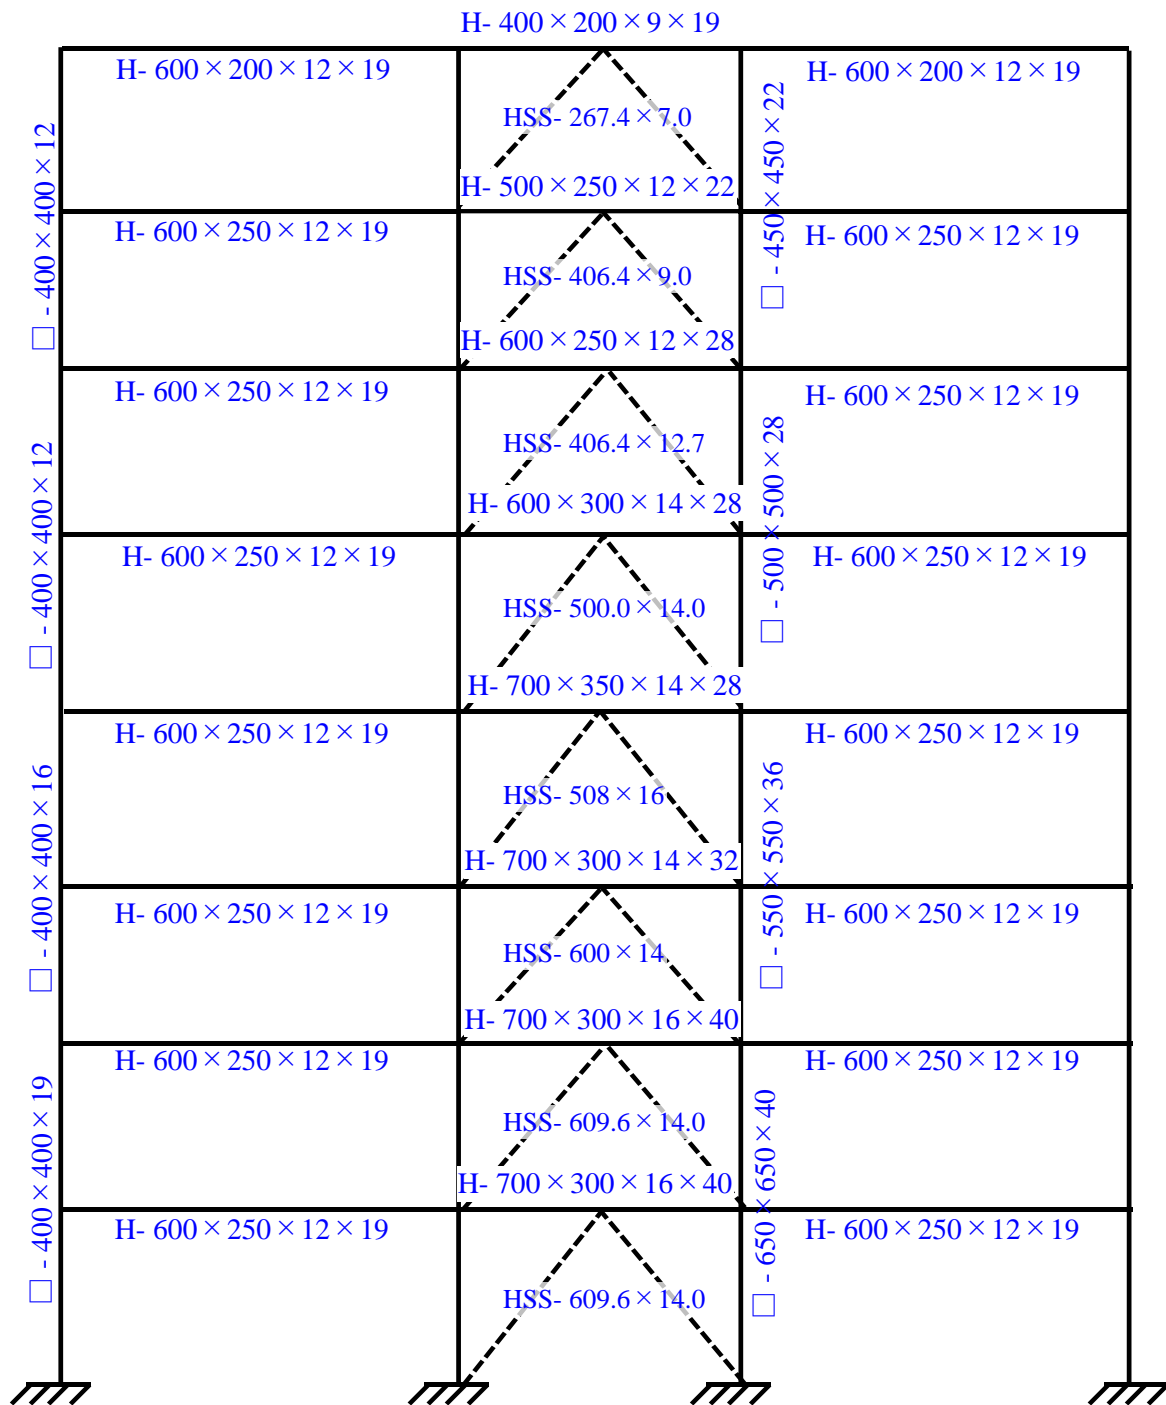 H- 400 × 200 × 9 × 19
H- 600 × 200 × 12 × 19
H- 600 × 200 × 12 × 19
HSS- 267.4 × 7.0
□ - 400 × 400 × 12
□ - 450 × 450 × 22
H- 500 × 250 × 12 × 22
H- 600 × 250 × 12 × 19
H- 600 × 250 × 12 × 19
HSS- 406.4 × 9.0
H- 600 × 250 × 12 × 28
H- 600 × 250 × 12 × 19
H- 600 × 250 × 12 × 19
HSS- 406.4 × 12.7
□ - 400 × 400 × 12
□ - 500 × 500 × 28
H- 600 × 300 × 14 × 28
H- 600 × 250 × 12 × 19
H- 600 × 250 × 12 × 19
HSS- 500.0 × 14.0
H- 700 × 350 × 14 × 28
H- 600 × 250 × 12 × 19
H- 600 × 250 × 12 × 19
HSS- 508 × 16
□ - 400 × 400 × 16
□ - 550 × 550 × 36
H- 700 × 300 × 14 × 32
H- 600 × 250 × 12 × 19
H- 600 × 250 × 12 × 19
HSS- 600 × 14
H- 700 × 300 × 16 × 40
H- 600 × 250 × 12 × 19
H- 600 × 250 × 12 × 19
HSS- 609.6 × 14.0
□ - 400 × 400 × 19
□ - 650 × 650 × 40
H- 700 × 300 × 16 × 40
H- 600 × 250 × 12 × 19
H- 600 × 250 × 12 × 19
HSS- 609.6 × 14.0